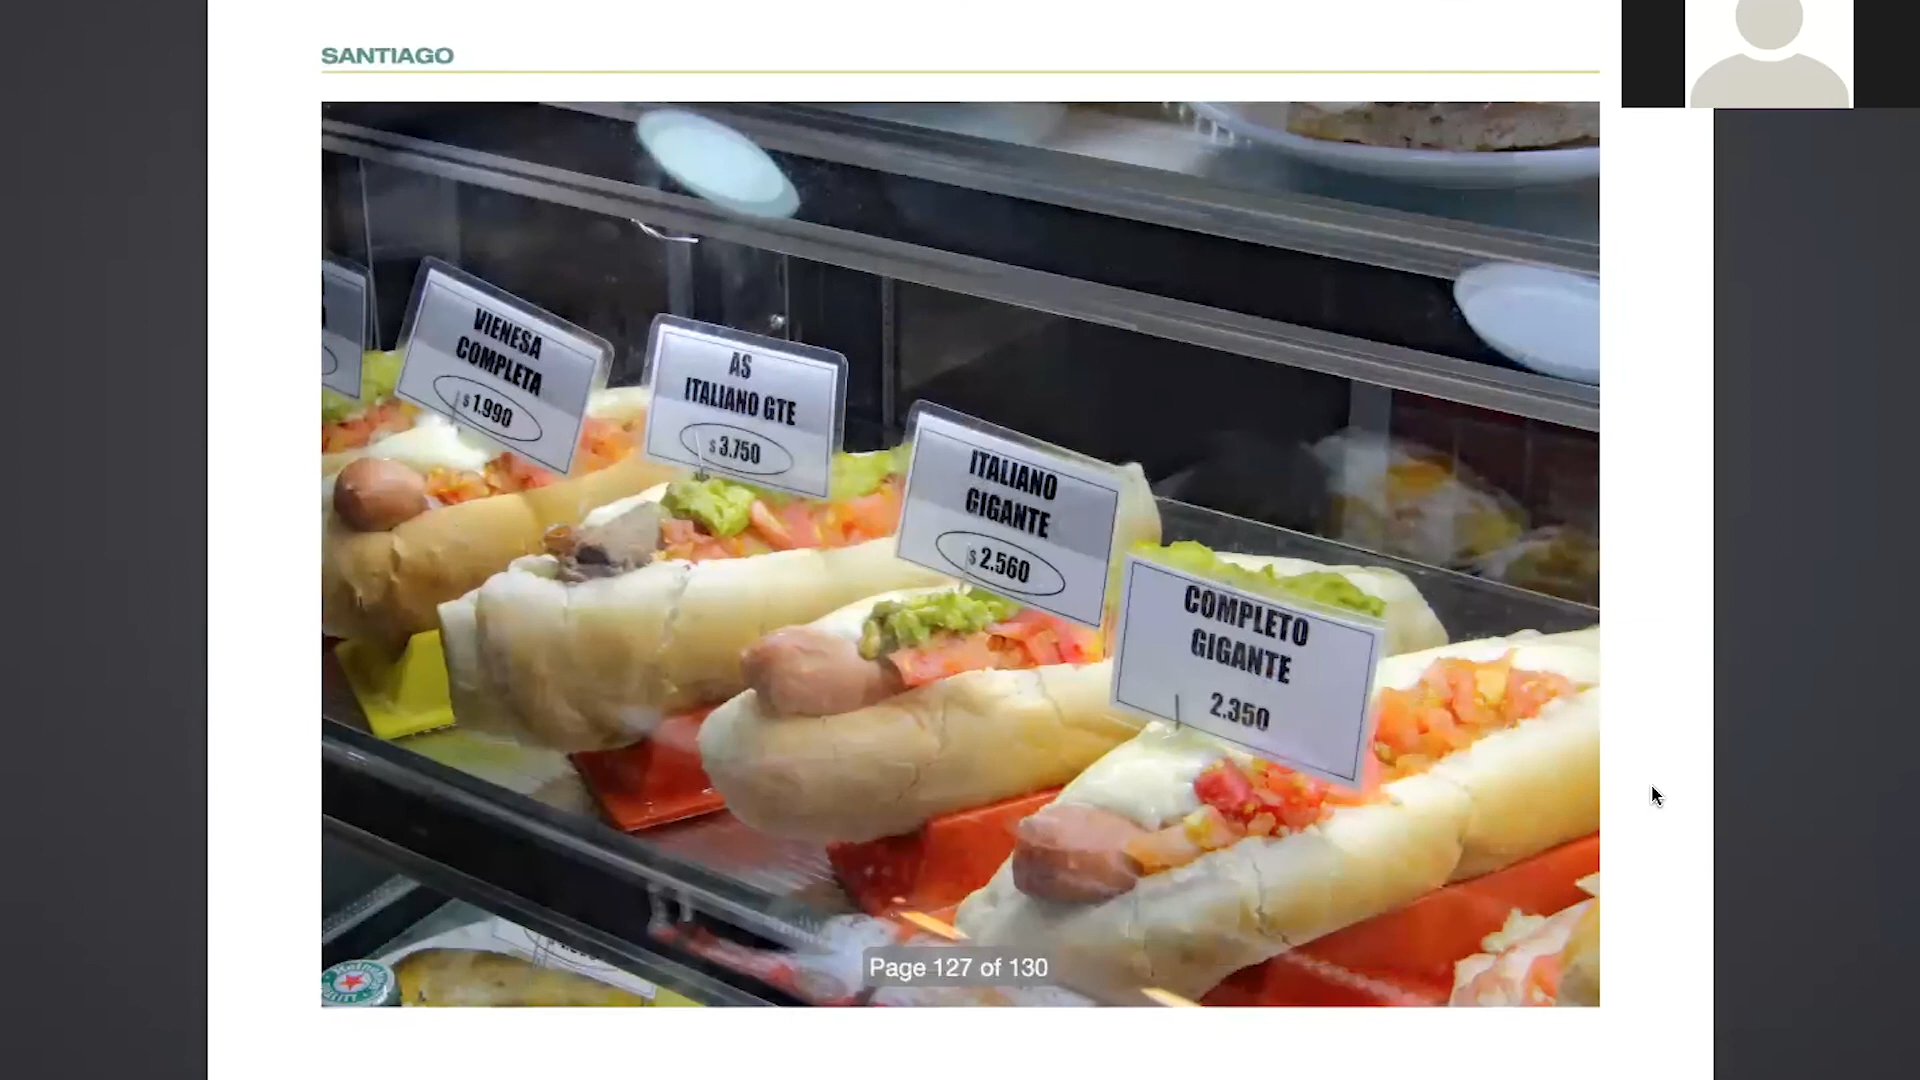 SANTIAGO
VIENESA
COMPLETA
$1.990
AS
ITALIANO GTE
$3.750
ITALIANO
GIGANTE
$2.560
COMPLETO
GIGANTE
2.350
Heineken
Page 127 of 130